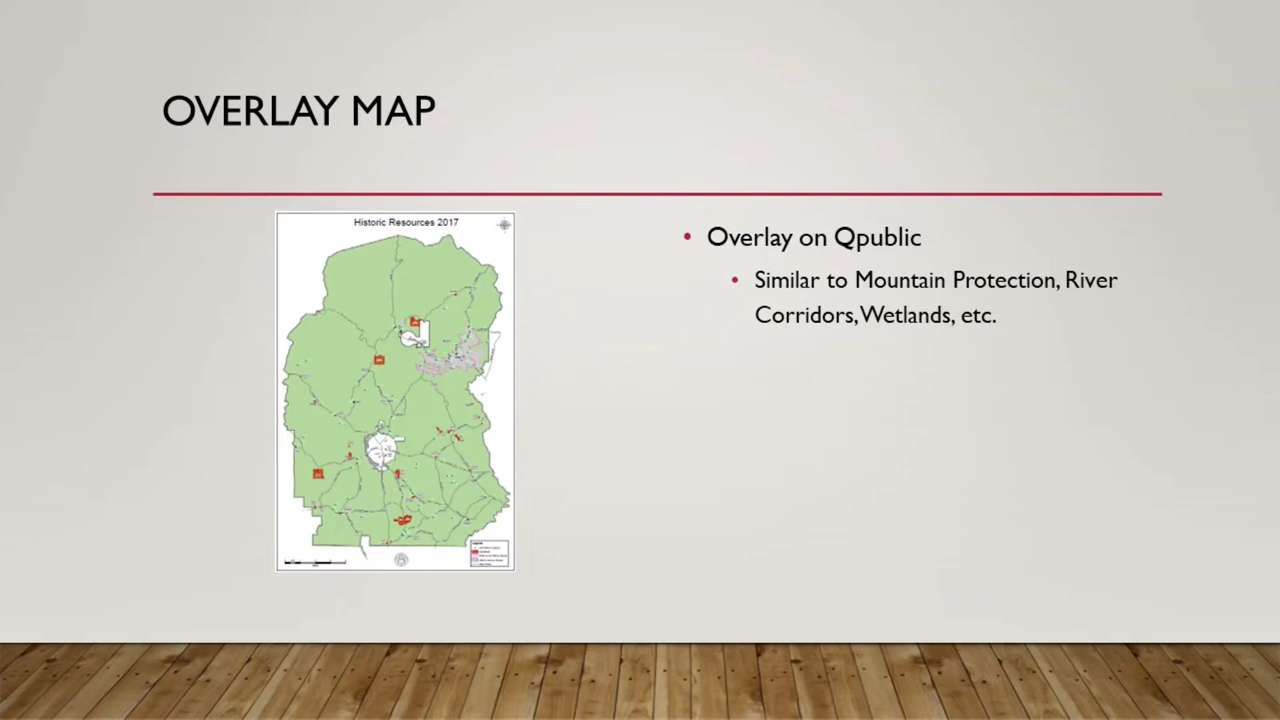 OVERLAY MAP
Historic Resources 2017
• Overlay on Qpublic
• Similar to Mountain Protection, River
Corridors, Wetlands, etc.